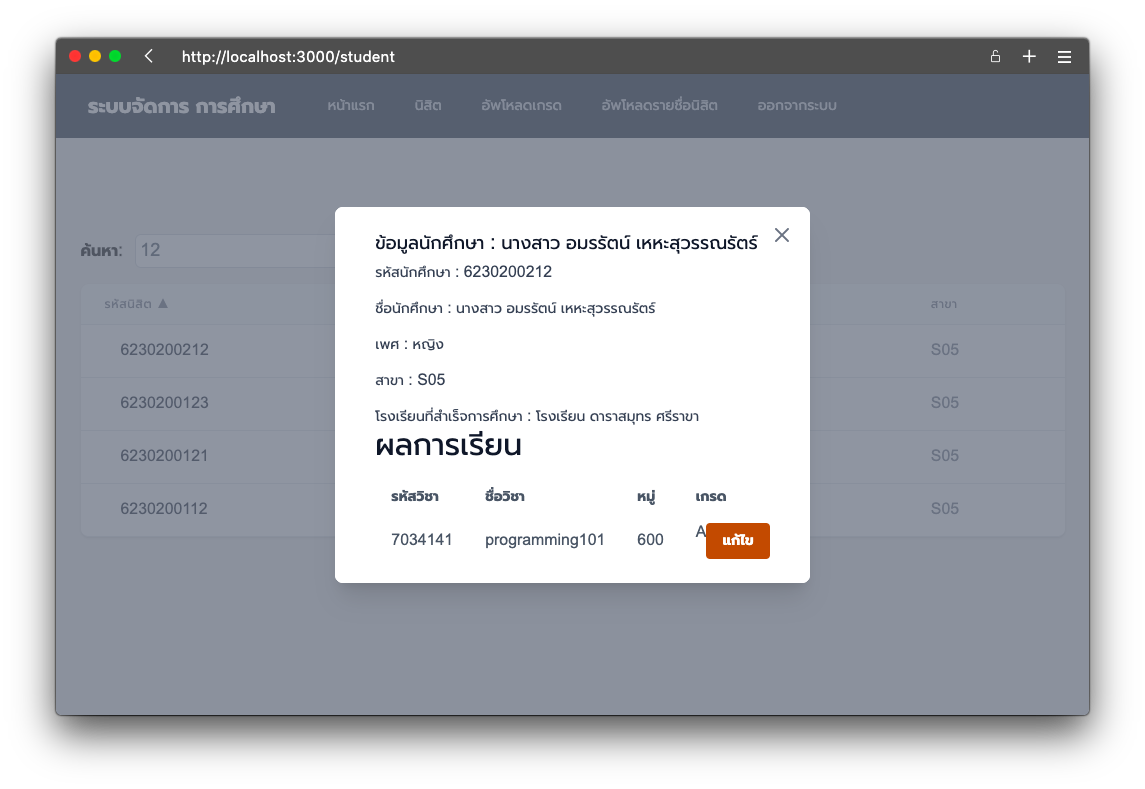 http://localhost:3000/student
ระบบจัดการ การศึกษา หน้าแรก นิสิต อัพโหลดเกรด อัพโหลดรายชื่อนิสิต ออกจากระบบ
ค้นหา: 12
รหัสนิสิต ▲ สาขา
6230200212 S05
6230200123 S05
6230200121 S05
6230200112 S05
ข้อมูลนักศึกษา : นางสาว อมรรัตน์ เหหะสุวรรณรัตร์
รหัสนักศึกษา : 6230200212
ชื่อนักศึกษา : นางสาว อมรรัตน์ เหหะสุวรรณรัตร์
เพศ : หญิง
สาขา : S05
โรงเรียนที่สำเร็จการศึกษา : โรงเรียน ดาราสมุทร ศรีราขา
ผลการเรียน
รหัสวิชา ชื่อวิชา หมู่ เกรด
7034141 programming101 600 A แก้ไข